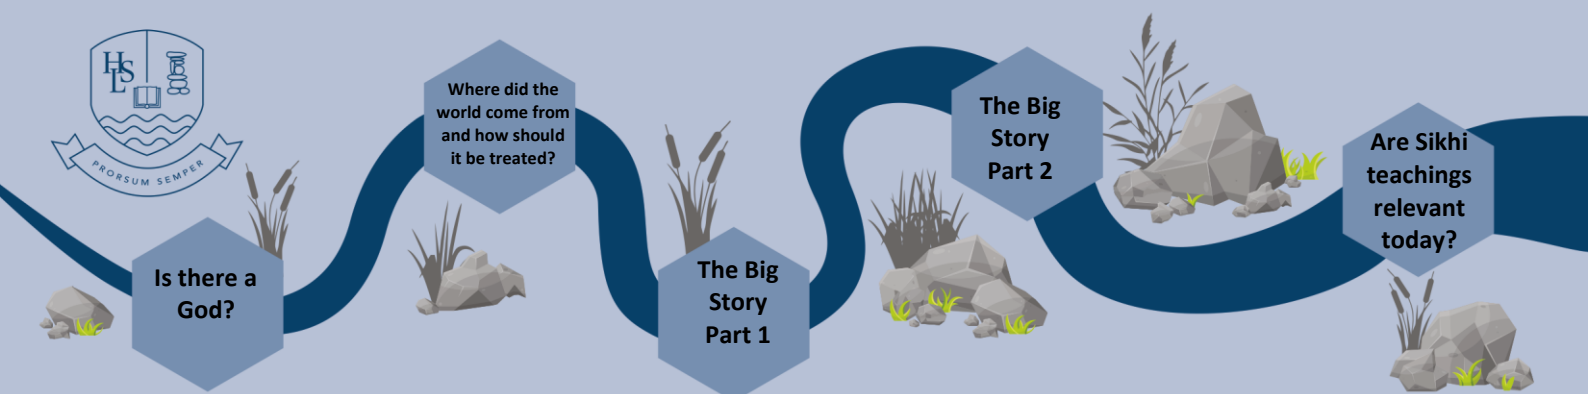 HLS
PRORSUM SEMPER
Is there a
God?
Where did the
world come from
and how should
it be treated?
The Big
Story
Part 1
The Big
Story
Part 2
Are Sikhi
teachings
relevant
today?